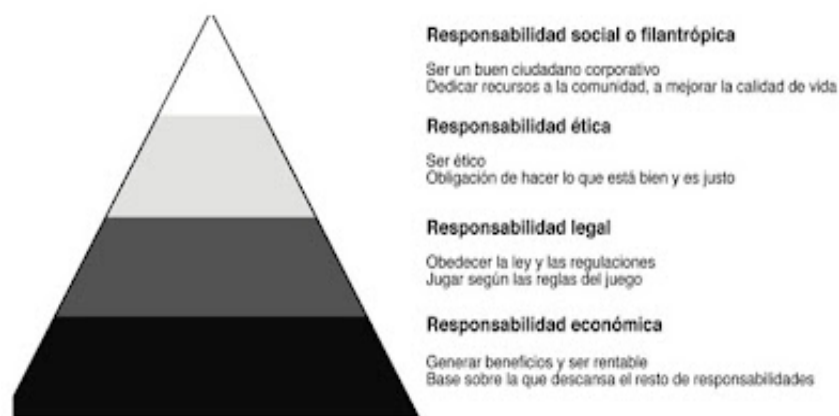 Responsabilidad social o filantrópica
Ser un buen ciudadano corporativo
Dedicar recursos a la comunidad, a mejorar la calidad de vida
Responsabilidad ética
Ser ético
Obligación de hacer lo que está bien y es justo
Responsabilidad legal
Obedecer la ley y las regulaciones
Jugar según las reglas del juego
Responsabilidad económica
Generar beneficios y ser rentable
Base sobre la que descansa el resto de responsabilidades